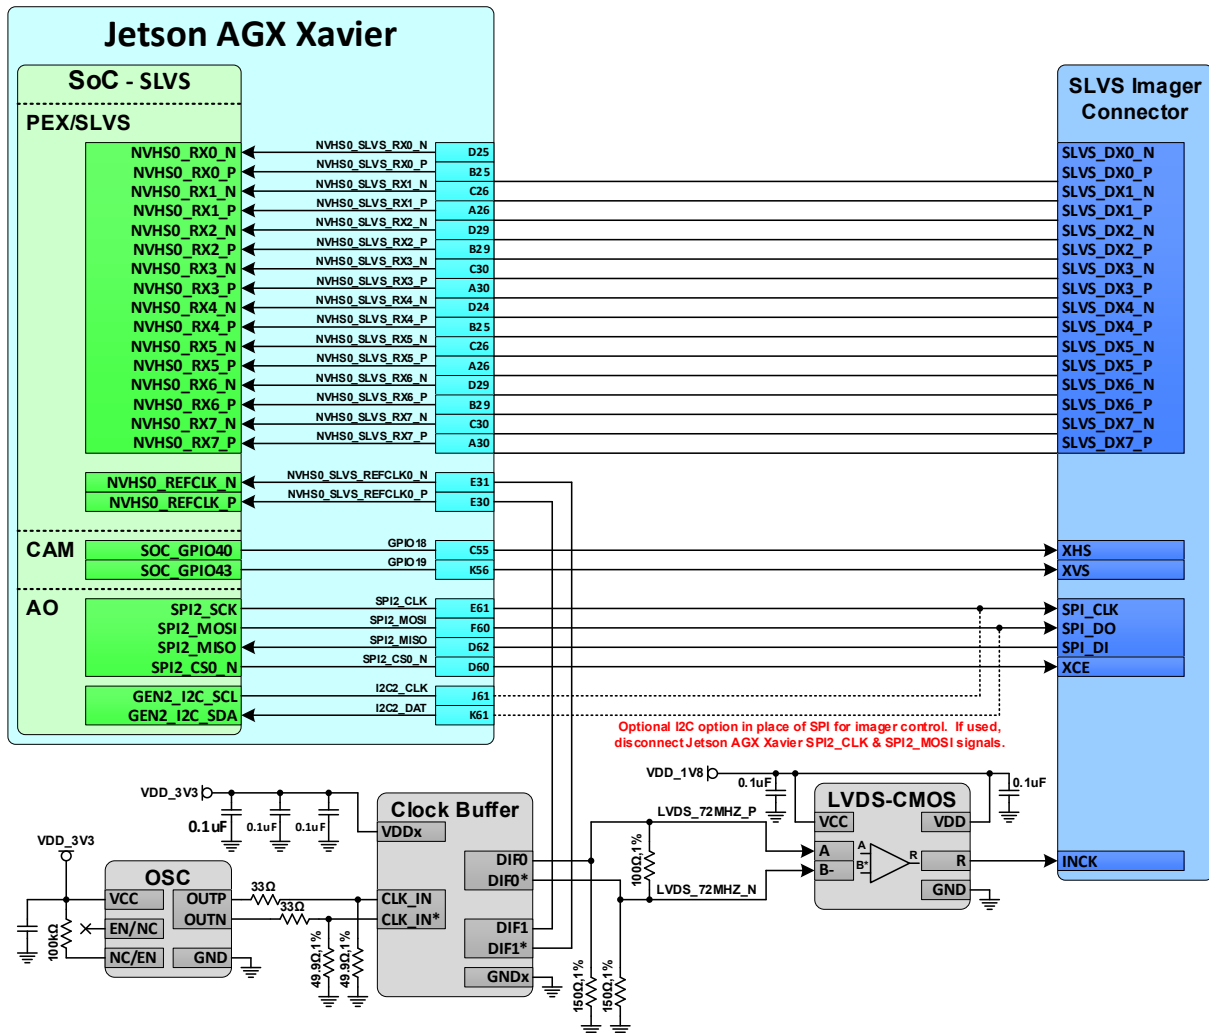 Jetson AGX Xavier
SoC - SLVS
PEX/SLVS
NVHS0_RX0_N NVHS0_SLVS_RX0_N D25
NVHS0_RX0_P NVHS0_SLVS_RX0_P B25
NVHS0_RX1_N NVHS0_SLVS_RX1_N C26
NVHS0_RX1_P NVHS0_SLVS_RX1_P A26
NVHS0_RX2_N NVHS0_SLVS_RX2_N D29
NVHS0_RX2_P NVHS0_SLVS_RX2_P B29
NVHS0_RX3_N NVHS0_SLVS_RX3_N C30
NVHS0_RX3_P NVHS0_SLVS_RX3_P A30
NVHS0_RX4_N NVHS0_SLVS_RX4_N D24
NVHS0_RX4_P NVHS0_SLVS_RX4_P B25
NVHS0_RX5_N NVHS0_SLVS_RX5_N C26
NVHS0_RX5_P NVHS0_SLVS_RX5_P A26
NVHS0_RX6_N NVHS0_SLVS_RX6_N D29
NVHS0_RX6_P NVHS0_SLVS_RX6_P B29
NVHS0_RX7_N NVHS0_SLVS_RX7_N C30
NVHS0_RX7_P NVHS0_SLVS_RX7_P A30
NVHS0_REFCLK_N NVHS0_SLVS_REFCLK0_N E31
NVHS0_REFCLK_P NVHS0_SLVS_REFCLK0_P E30
CAM
SOC_GPIO40 GPIO18 C55
SOC_GPIO43 GPIO19 K56
AO
SPI2_SCK SPI2_CLK E61
SPI2_MOSI SPI2_MOSI F60
SPI2_MISO SPI2_MISO D62
SPI2_CS0_N SPI2_CS0_N D60
GEN2_I2C_SCL I2C2_CLK J61
GEN2_I2C_SDA I2C2_DAT K61
SLVS Imager
Connector
SLVS_DX0_N
SLVS_DX0_P
SLVS_DX1_N
SLVS_DX1_P
SLVS_DX2_N
SLVS_DX2_P
SLVS_DX3_N
SLVS_DX3_P
SLVS_DX4_N
SLVS_DX4_P
SLVS_DX5_N
SLVS_DX5_P
SLVS_DX6_N
SLVS_DX6_P
SLVS_DX7_N
SLVS_DX7_P
XHS
XVS
SPI_CLK
SPI_DO
SPI_DI
XCE
INCK
Optional I2C option in place of SPI for imager control. If used,
disconnect Jetson AGX Xavier SPI2_CLK & SPI2_MOSI signals.
VDD_3V3
0.1uF 0.1uF 0.1uF
VDD_3V3
100kΩ
OSC
VCC
EN/NC
NC/EN
OUTP
OUTN
GND
33Ω
33Ω
49.9Ω,1%
49.9Ω,1%
Clock Buffer
VDDx
DIF0
DIF0*
CLK_IN
CLK_IN*
DIF1
DIF1*
GNDx
150Ω,1%
150Ω,1%
100Ω,1%
LVDS_72MHZ_P
LVDS_72MHZ_N
VDD_1V8
0.1uF
0.1uF
LVDS-CMOS
VCC
VDD
A
B-
A
B*
R
R
GND